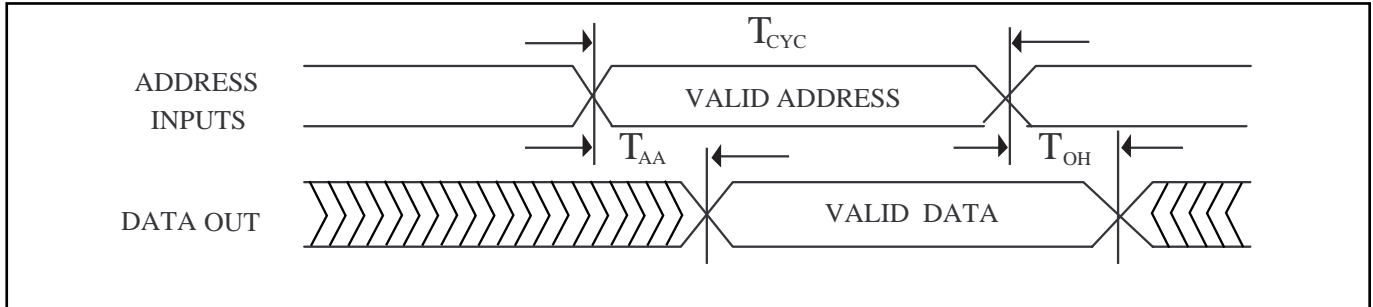 T_CYC
ADDRESS
INPUTS
VALID ADDRESS
T_AA
T_OH
DATA OUT
VALID DATA